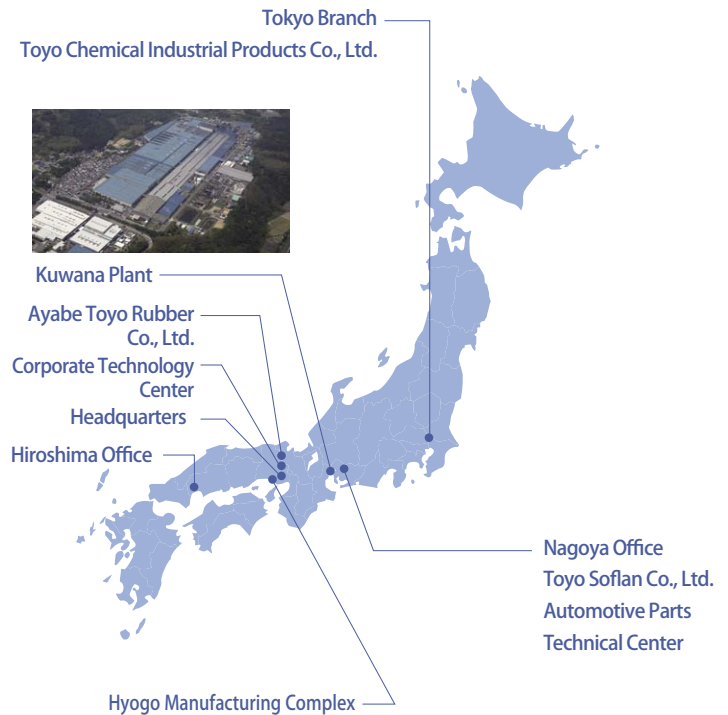 Tokyo Branch
Toyo Chemical Industrial Products Co., Ltd.
Kuwana Plant
Ayabe Toyo Rubber
Co., Ltd.
Corporate Technology
Center
Headquarters
Hiroshima Office
Nagoya Office
Toyo Soflan Co., Ltd.
Automotive Parts
Technical Center
Hyogo Manufacturing Complex